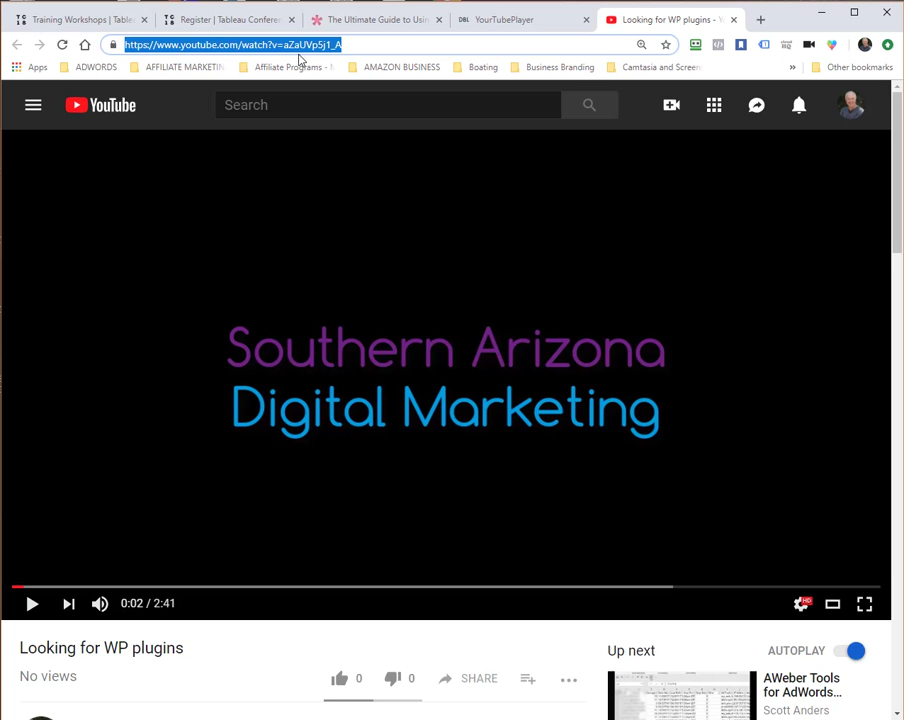 Training Workshops | Table
Register | Tableau Conferen
The Ultimate Guide to Usin
DBL YourTubePlayer
Looking for WP plugins - Y
https://www.youtube.com/watch?v=aZaUVp5j1_A
Apps
ADWORDS
AFFILIATE MARKETIN
Affiliate Programs -
AMAZON BUSINESS
Boating
Business Branding
Camtasia and Screen
»
Other bookmarks
YouTube
Search
Southern Arizona
Digital Marketing
0:02 / 2:41
HD
Looking for WP plugins
No views
0
0
SHARE
Up next
AUTOPLAY
AWeber Tools
for AdWords...
Scott Anders